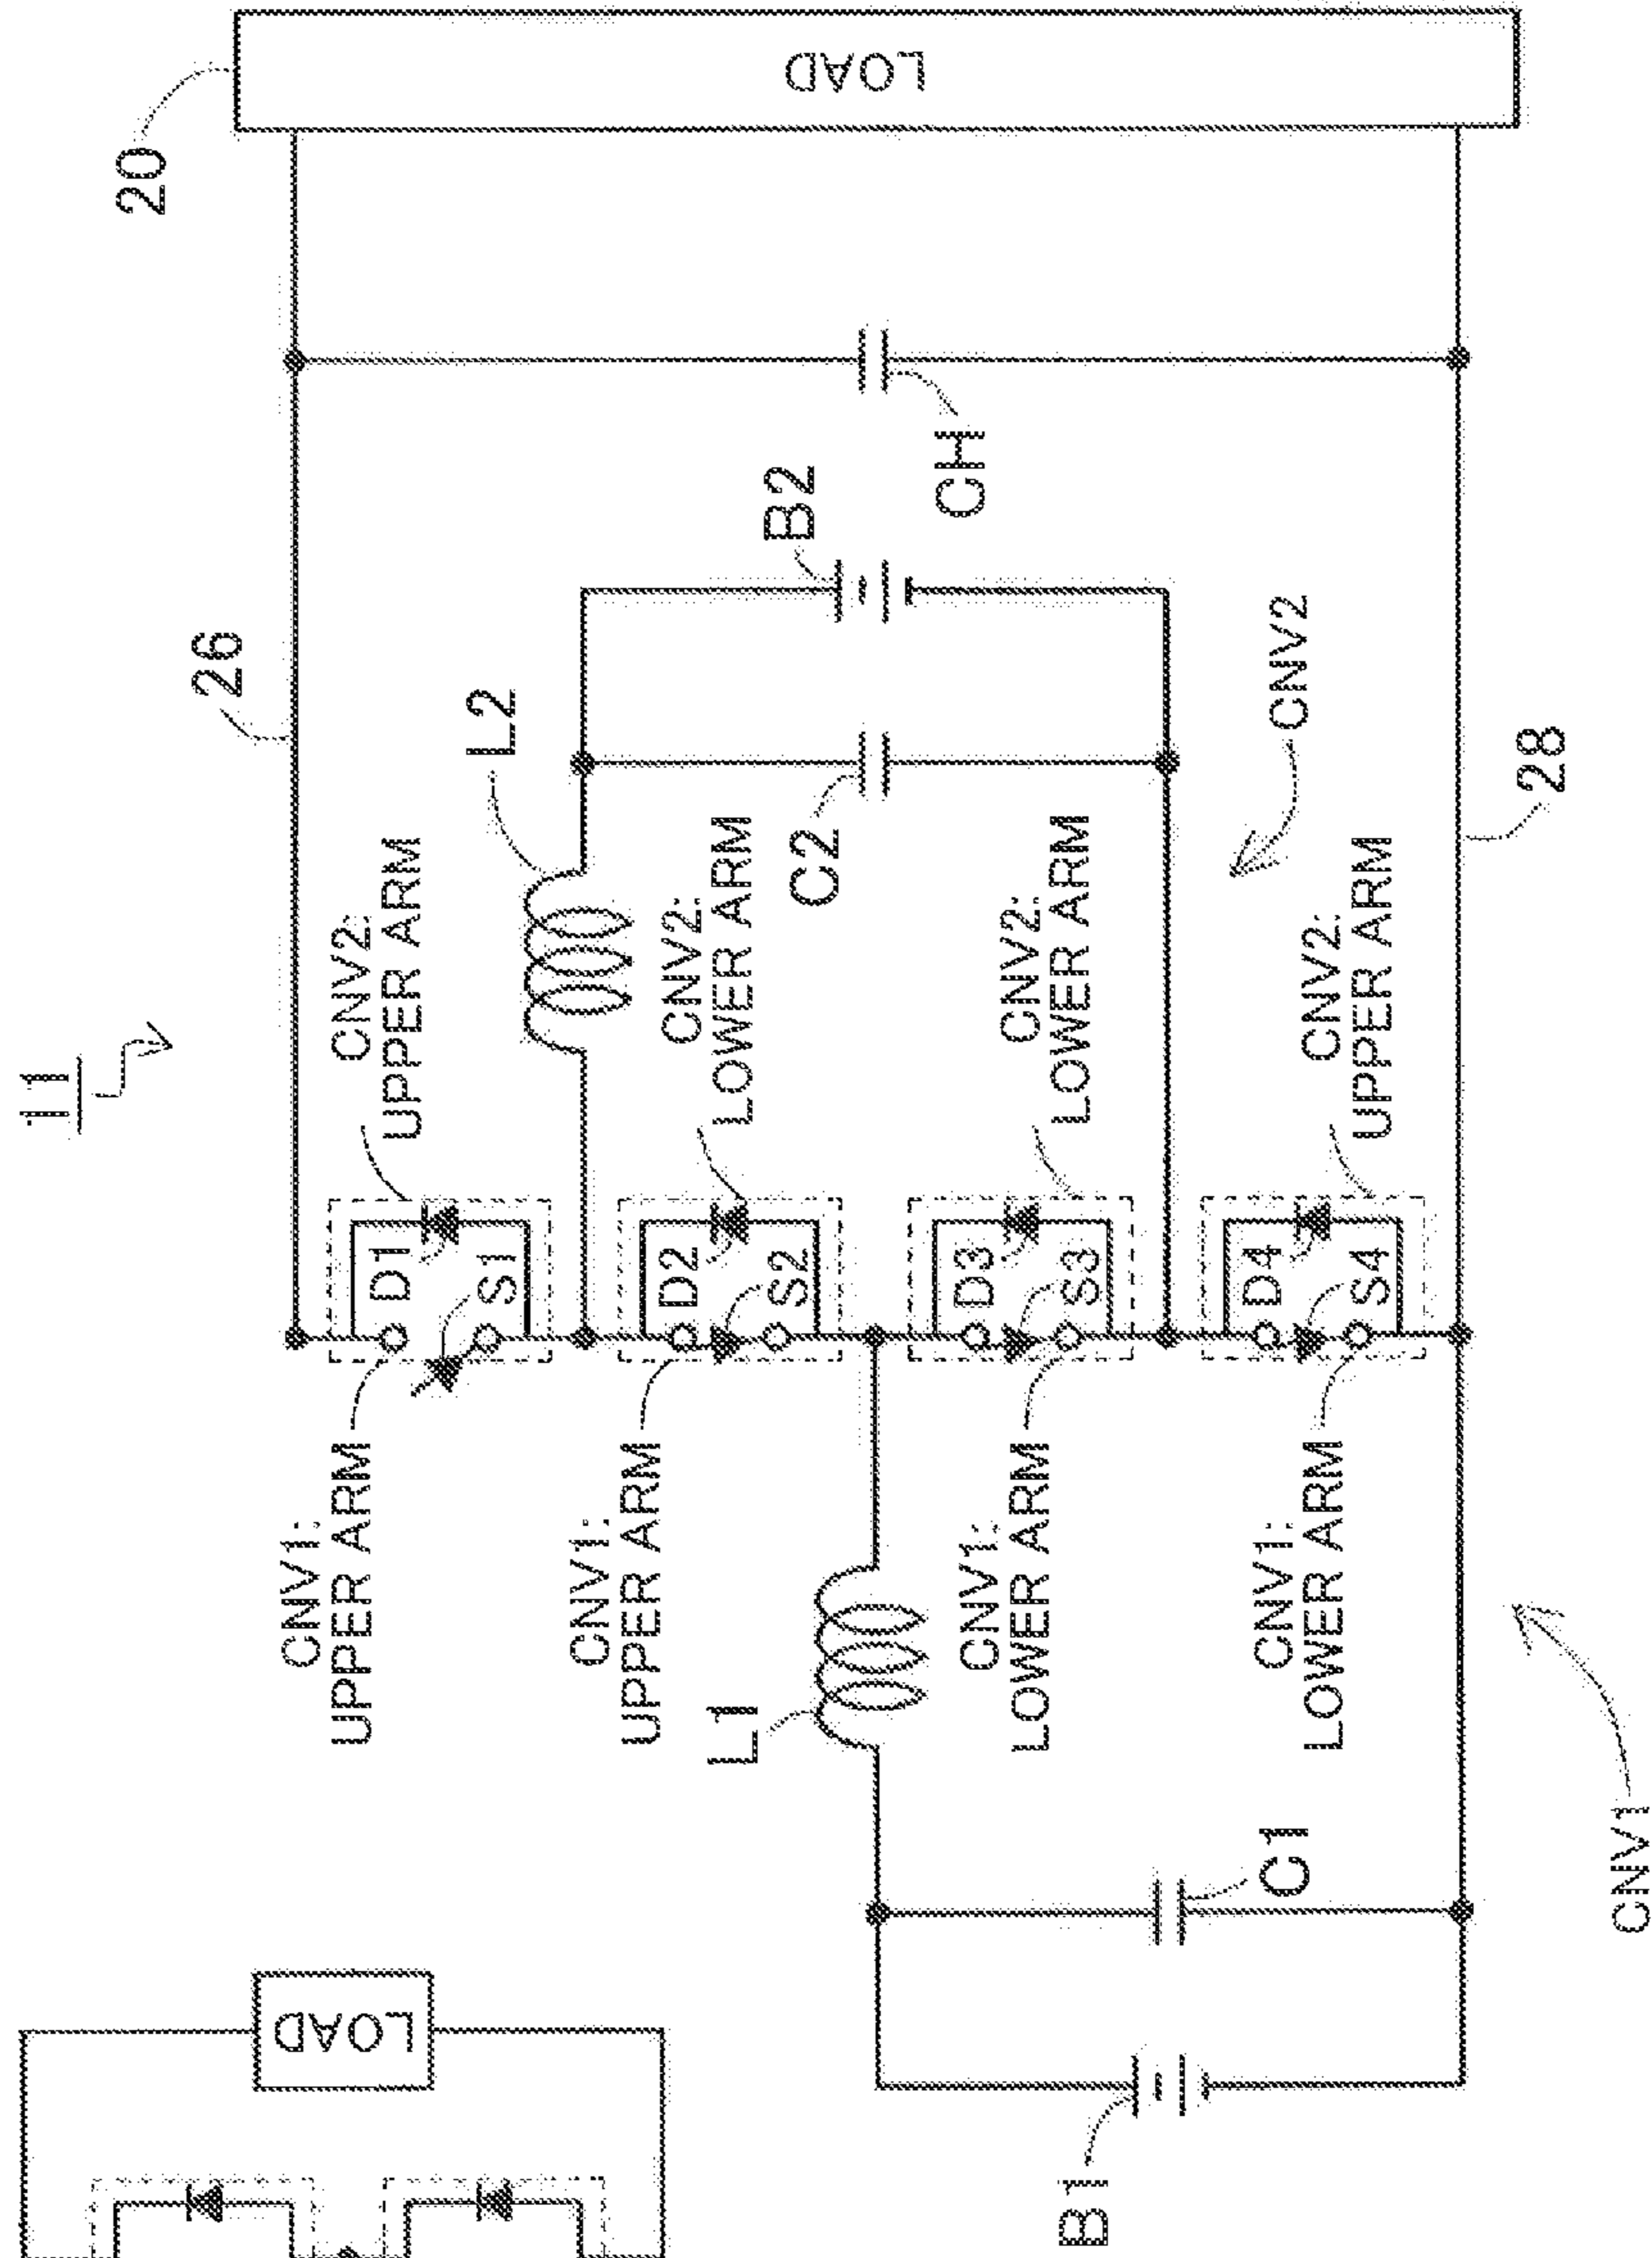 11
20
LOAD
26
CNV2:
UPPER ARM
L2
B2
CH
CNV2:
LOWER ARM
C2
CNV2:
LOWER ARM
CNV2
CNV2:
UPPER ARM
28
D1
S1
D2
S2
D3
S3
D4
S4
CNV1:
UPPER ARM
CNV1:
UPPER ARM
L1
CNV1:
LOWER ARM
CNV1:
LOWER ARM
C1
B1
CNV1
LOAD